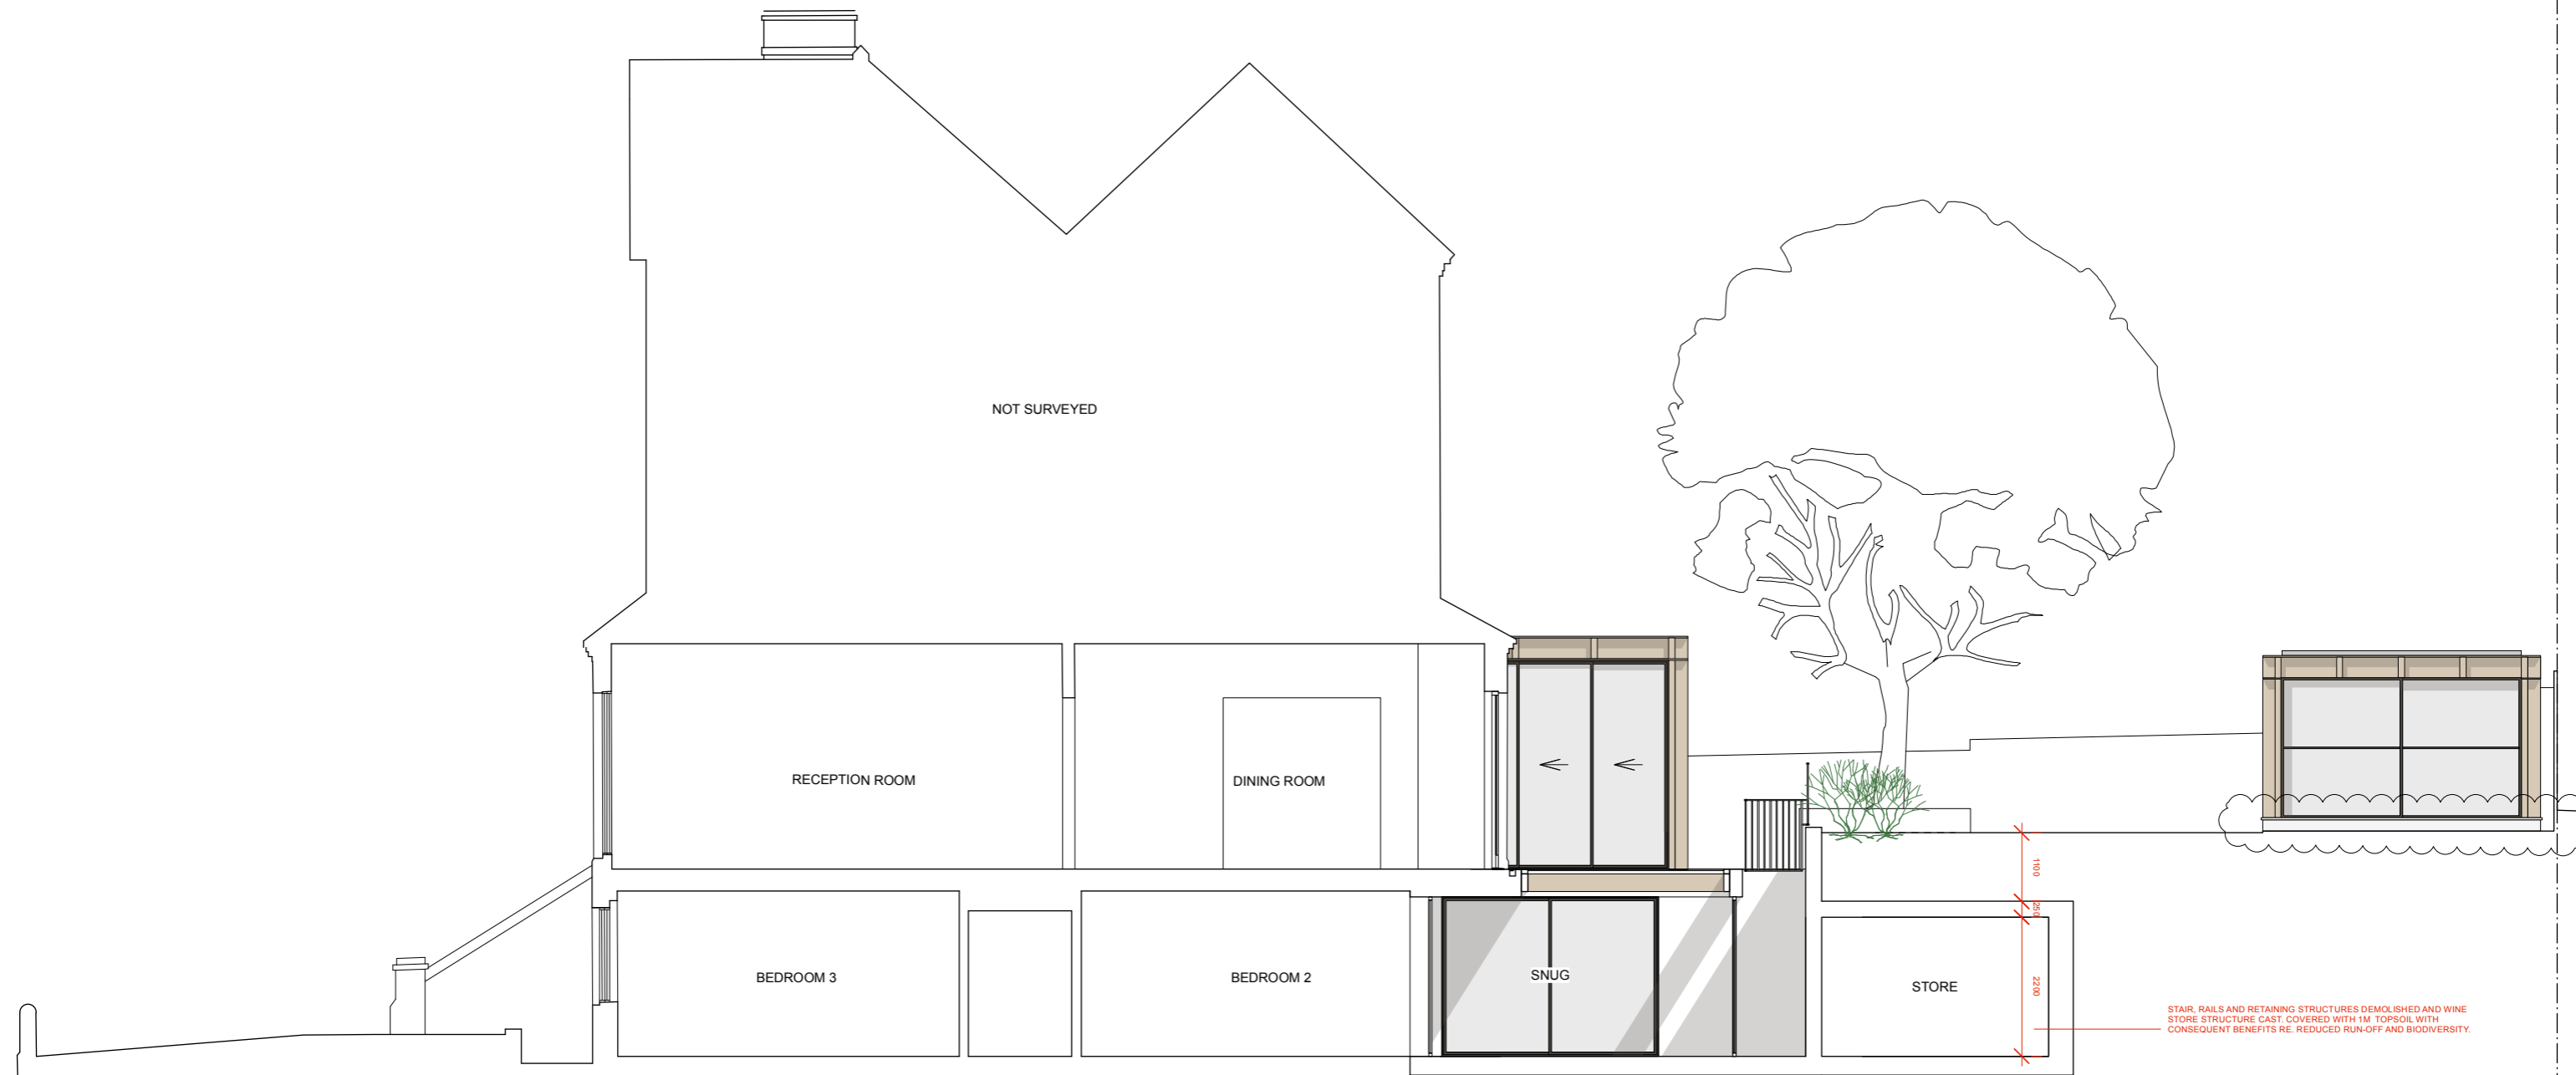 NOT SURVEYED
RECEPTION ROOM
DINING ROOM
BEDROOM 3
BEDROOM 2
SNUG
STORE
1100
250
2200
STAIR, RAILS AND RETAINING STRUCTURES DEMOLISHED AND WINE
STORE STRUCTURE CAST. COVERED WITH 1M TOPSOIL WITH
CONSEQUENT BENEFITS RE. REDUCED RUN-OFF AND BIODIVERSITY.